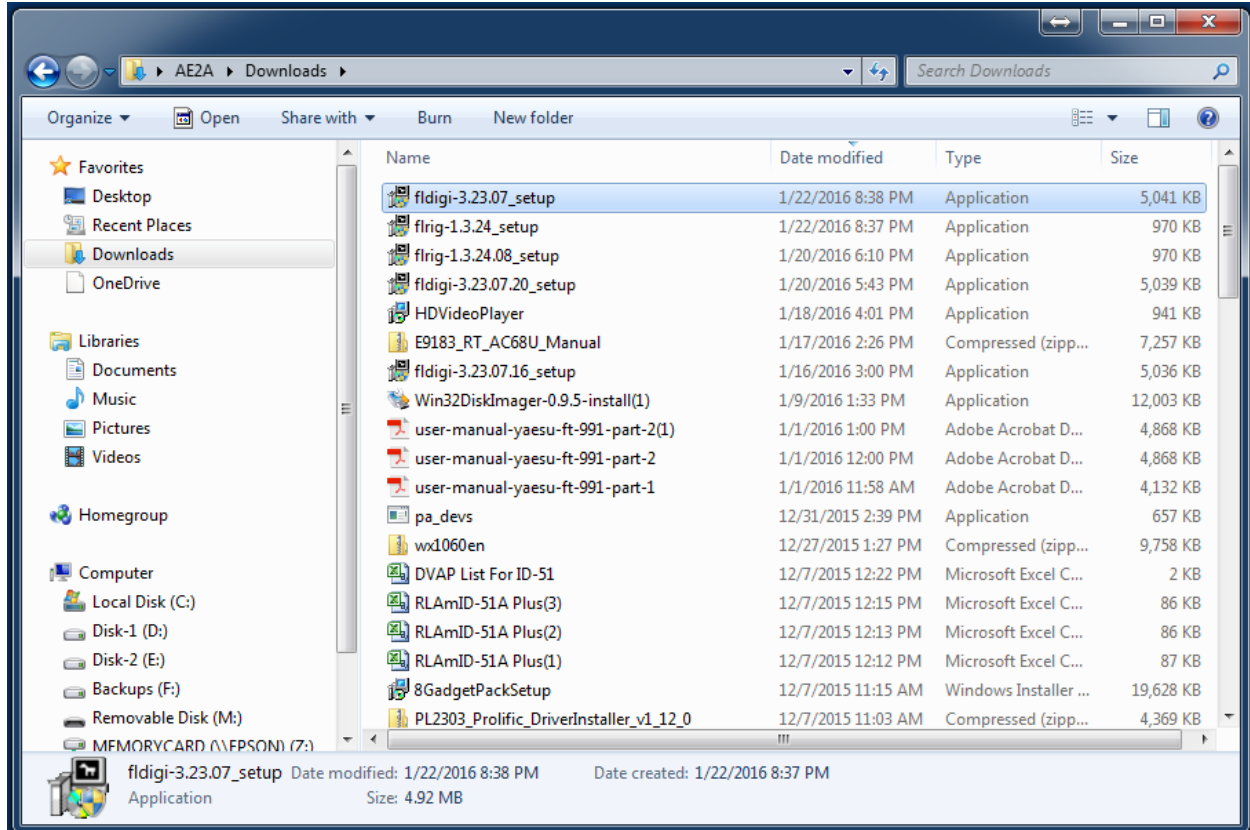 AE2A Downloads Search Downloads
Organize Open Share with Burn New folder
Favorites
Desktop
Recent Places
Downloads
OneDrive
Libraries
Documents
Music
Pictures
Videos
Homegroup
Computer
Local Disk (C:)
Disk-1 (D:)
Disk-2 (E:)
Backups (F:)
Removable Disk (M:)
MEMORYCARD (\\EPSON) (Z:)
Name Date modified Type Size
fldigi-3.23.07_setup 1/22/2016 8:38 PM Application 5,041 KB
flrig-1.3.24_setup 1/22/2016 8:37 PM Application 970 KB
flrig-1.3.24.08_setup 1/20/2016 6:10 PM Application 970 KB
fldigi-3.23.07.20_setup 1/20/2016 5:43 PM Application 5,039 KB
HDVideoPlayer 1/18/2016 4:01 PM Application 941 KB
E9183_RT_AC68U_Manual 1/17/2016 2:26 PM Compressed (zipp... 7,257 KB
fldigi-3.23.07.16_setup 1/16/2016 3:00 PM Application 5,036 KB
Win32DiskImager-0.9.5-install(1) 1/9/2016 1:33 PM Application 12,003 KB
user-manual-yaesu-ft-991-part-2(1) 1/1/2016 1:00 PM Adobe Acrobat D... 4,868 KB
user-manual-yaesu-ft-991-part-2 1/1/2016 12:00 PM Adobe Acrobat D... 4,868 KB
user-manual-yaesu-ft-991-part-1 1/1/2016 11:58 AM Adobe Acrobat D... 4,132 KB
pa_devs 12/31/2015 2:39 PM Application 657 KB
wx1060en 12/27/2015 1:27 PM Compressed (zipp... 9,758 KB
DVAP List For ID-51 12/7/2015 12:22 PM Microsoft Excel C... 2 KB
RLAmID-51A Plus(3) 12/7/2015 12:15 PM Microsoft Excel C... 86 KB
RLAmID-51A Plus(2) 12/7/2015 12:13 PM Microsoft Excel C... 86 KB
RLAmID-51A Plus(1) 12/7/2015 12:12 PM Microsoft Excel C... 87 KB
8GadgetPackSetup 12/7/2015 11:15 AM Windows Installer ... 19,628 KB
PL2303_Prolific_DriverInstaller_v1_12_0 12/7/2015 11:03 AM Compressed (zipp... 4,369 KB
fldigi-3.23.07_setup Date modified: 1/22/2016 8:38 PM Date created: 1/22/2016 8:37 PM
Application Size: 4.92 MB